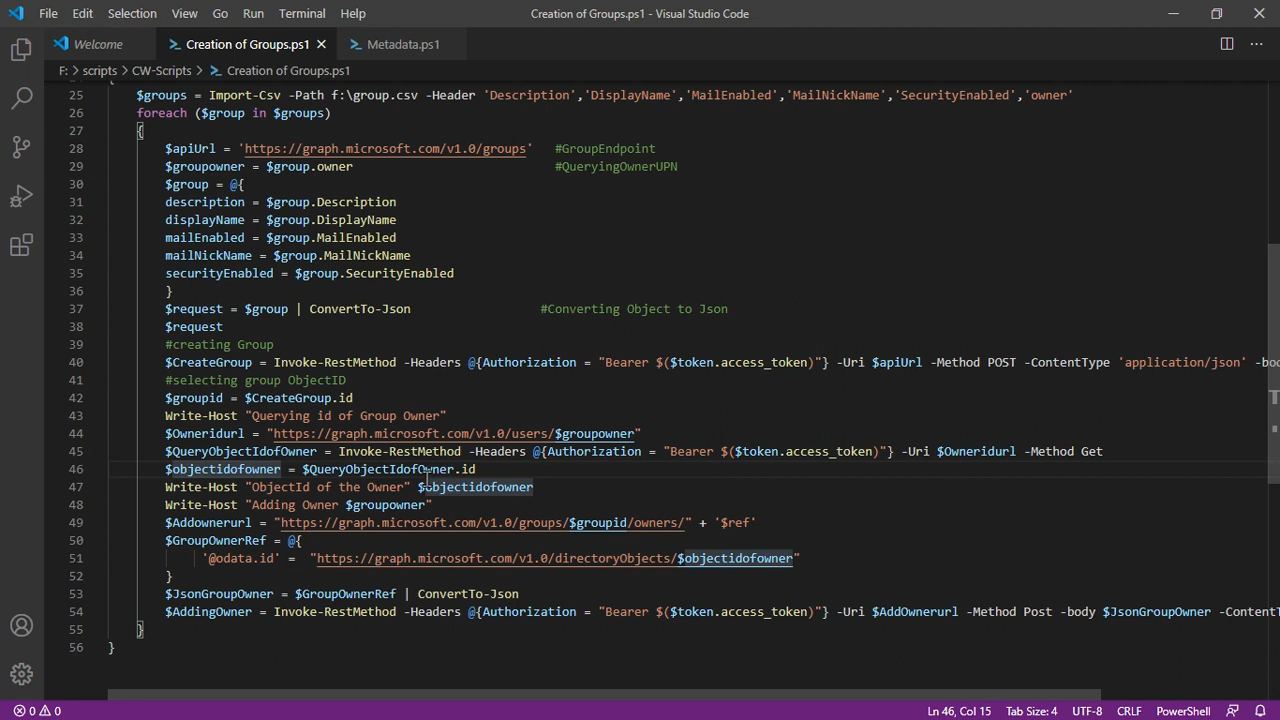 File Edit Selection View Go Run Terminal Help Creation of Groups.ps1 - Visual Studio Code
Welcome Creation of Groups.ps1 Metadata.ps1
F: > scripts > CW-Scripts > Creation of Groups.ps1
25 $groups = Import-Csv -Path f:\group.csv -Header 'Description','DisplayName','MailEnabled','MailNickName','SecurityEnabled','owner'
26 foreach ($group in $groups)
27 {
28 $apiUrl = 'https://graph.microsoft.com/v1.0/groups' #GroupEndpoint
29 $groupowner = $group.owner #QueryingOwnerUPN
30 $group = @{
31 description = $group.Description
32 displayName = $group.DisplayName
33 mailEnabled = $group.MailEnabled
34 mailNickName = $group.MailNickName
35 securityEnabled = $group.SecurityEnabled
36 }
37 $request = $group | ConvertTo-Json #Converting Object to Json
38 $request
39 #creating Group
40 $CreateGroup = Invoke-RestMethod -Headers @{Authorization = "Bearer $($token.access_token)"} -Uri $apiUrl -Method POST -ContentType 'application/json' -bo
41 #selecting group ObjectID
42 $groupid = $CreateGroup.id
43 Write-Host "Querying id of Group Owner"
44 $Owneridurl = "https://graph.microsoft.com/v1.0/users/$groupowner"
45 $QueryObjectIdofOwner = Invoke-RestMethod -Headers @{Authorization = "Bearer $($token.access_token)"} -Uri $Owneridurl -Method Get
46 $objectidofowner = $QueryObjectIdofOwner.id
47 Write-Host "ObjectId of the Owner" $objectidofowner
48 Write-Host "Adding Owner $groupowner"
49 $Addownerurl = "https://graph.microsoft.com/v1.0/groups/$groupid/owners/" + '$ref'
50 $GroupOwnerRef = @{
51 '@odata.id' = "https://graph.microsoft.com/v1.0/directoryObjects/$objectidofowner"
52 }
53 $JsonGroupOwner = $GroupOwnerRef | ConvertTo-Json
54 $AddingOwner = Invoke-RestMethod -Headers @{Authorization = "Bearer $($token.access_token)"} -Uri $AddOwnerurl -Method Post -body $JsonGroupOwner -ContentT
55 }
56 }
0 0 Ln 46, Col 15 Tab Size: 4 UTF-8 CRLF PowerShell